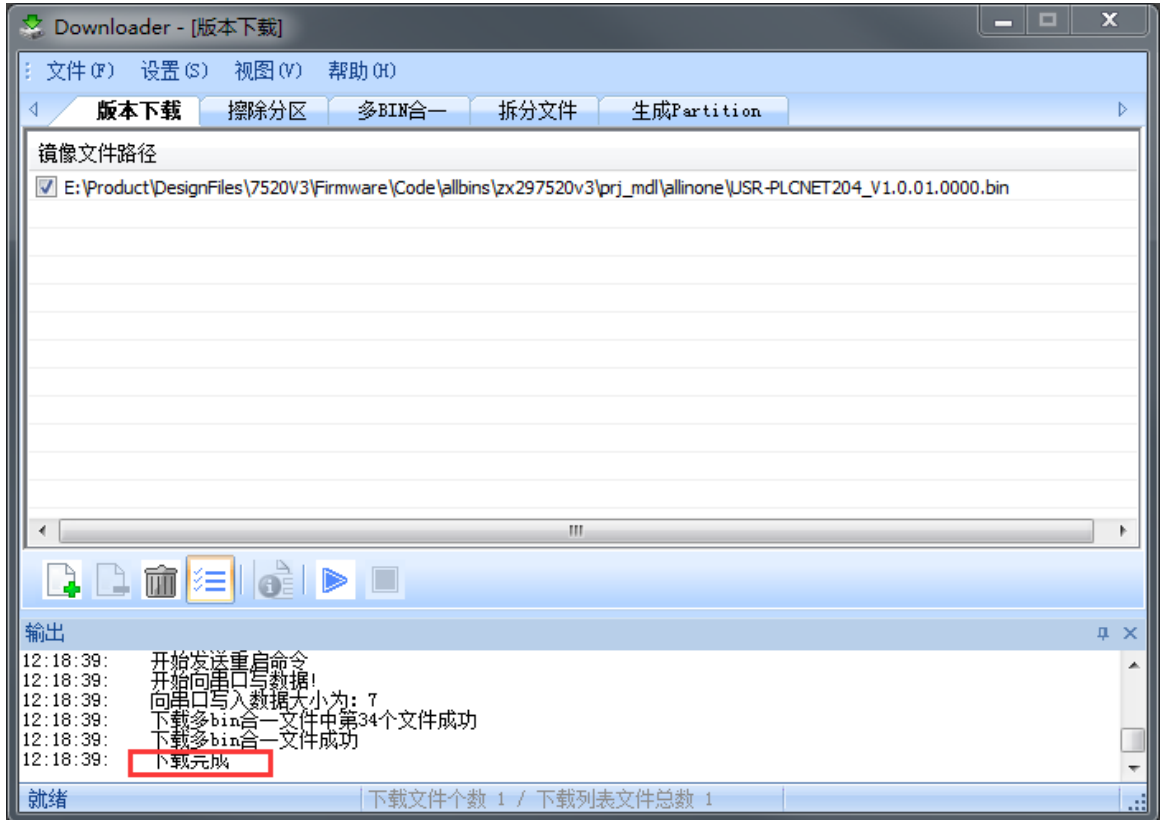 Downloader - [版本下载]
文件(F) 设置(S) 视图(V) 帮助(H)
版本下载 擦除分区 多BIN合一 拆分文件 生成Partition
镜像文件路径
E:\Product\DesignFiles\7520V3\Firmware\Code\allbins\zx297520v3\prj_mdl\allinone\USR-PLCNET204_V1.0.01.0000.bin
输出
12:18:39: 开始发送重启命令
12:18:39: 开始向串口写数据!
12:18:39: 向串口写入数据大小为: 7
12:18:39: 下载多bin合一文件中第34个文件成功
12:18:39: 下载多bin合一文件成功
12:18:39: 下载完成
就绪 下载文件个数 1 / 下载列表文件总数 1